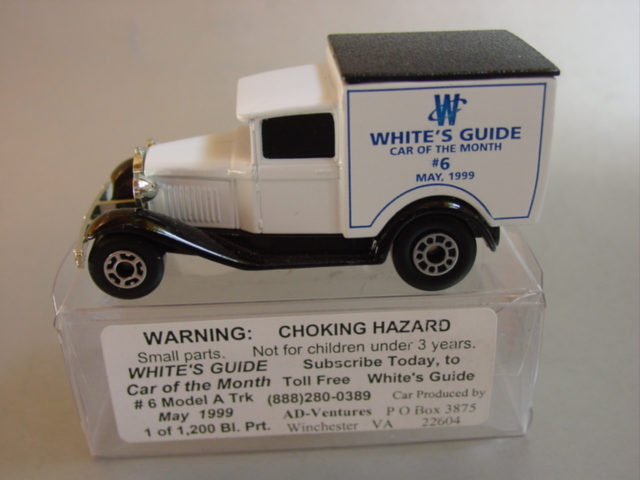 W
WHITE'S GUIDE
CAR OF THE MONTH
#6
MAY, 1999
WARNING: CHOKING HAZARD
Small parts. Not for children under 3 years.
WHITE'S GUIDE Subscribe Today, to
Car of the Month Toll Free White's Guide
# 6 Model A Trk (888)280-0389 Car Produced by
May 1999 AD-Ventures P O Box 3875
1 of 1,200 Bl. Prt. Winchester VA 22604